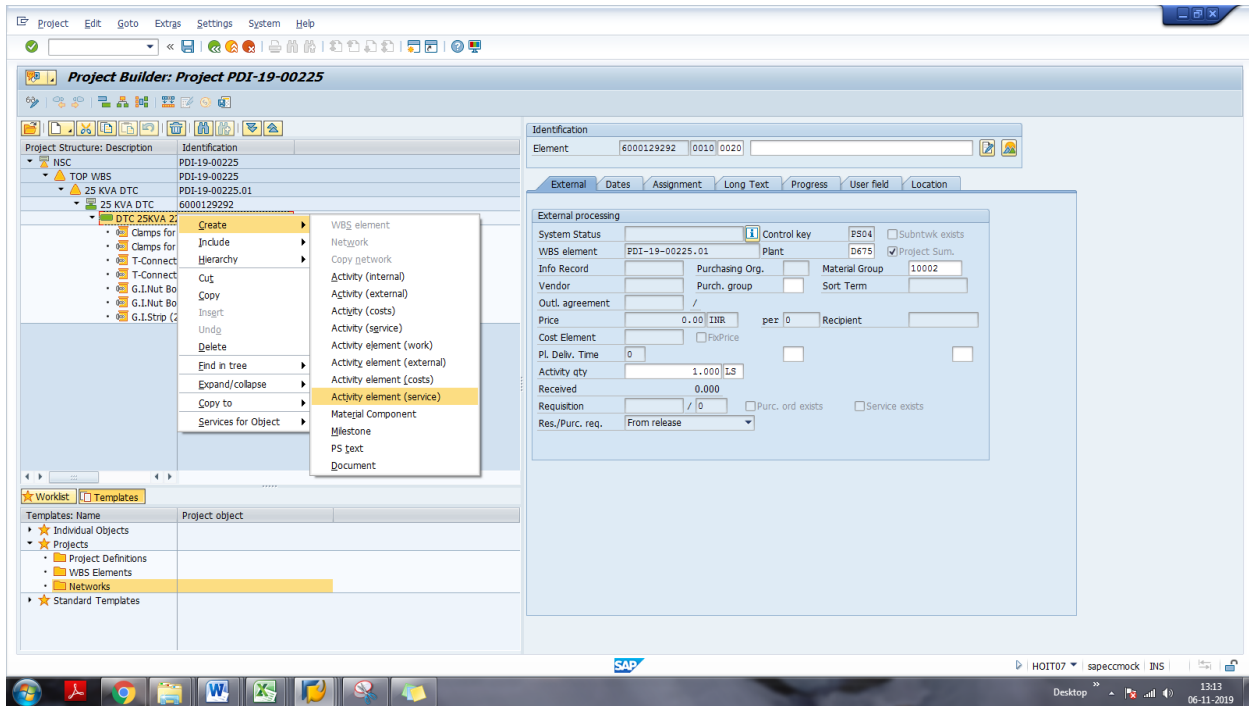 Project Edit Goto Extras Settings System Help
Project Builder: Project PDI-19-00225
Project Structure: Description Identification
NSC PDI-19-00225
TOP WBS PDI-19-00225
25 KVA DTC PDI-19-00225.01
25 KVA DTC 6000129292
DTC 25KVA 22
Clamps for
Clamps for
T-Connect
T-Connect
G.I.Nut Bo
G.I.Nut Bo
G.I.Strip (2
Create
Include
Hierarchy
Cut
Copy
Insert
Undo
Delete
Find in tree
Expand/collapse
Copy to
Services for Object
WBS element
Network
Copy network
Activity (internal)
Activity (external)
Activity (costs)
Activity (service)
Activity element (work)
Activity element (external)
Activity element (costs)
Activity element (service)
Material Component
Milestone
PS text
Document
Worklist Templates
Templates: Name Project object
Individual Objects
Projects
Project Definitions
WBS Elements
Networks
Standard Templates
Identification
Element 6000129292 0010 0020
External Dates Assignment Long Text Progress User field Location
External processing
System Status Control key PS04 Subntwk exists
WBS element PDI-19-00225.01 Plant D675 Project Sum.
Info Record Purchasing Org. Material Group 10002
Vendor Purch. group Sort Term
Outl. agreement /
Price 0.00 INR per 0 Recipient
Cost Element FixPrice
Pl. Deliv. Time 0
Activity qty 1.000 LS
Received 0.000
Requisition / 0 Purc. ord exists Service exists
Res./Purc. req. From release
SAP HOIT07 sapeccmock INS
Desktop 13:13
06-11-2019